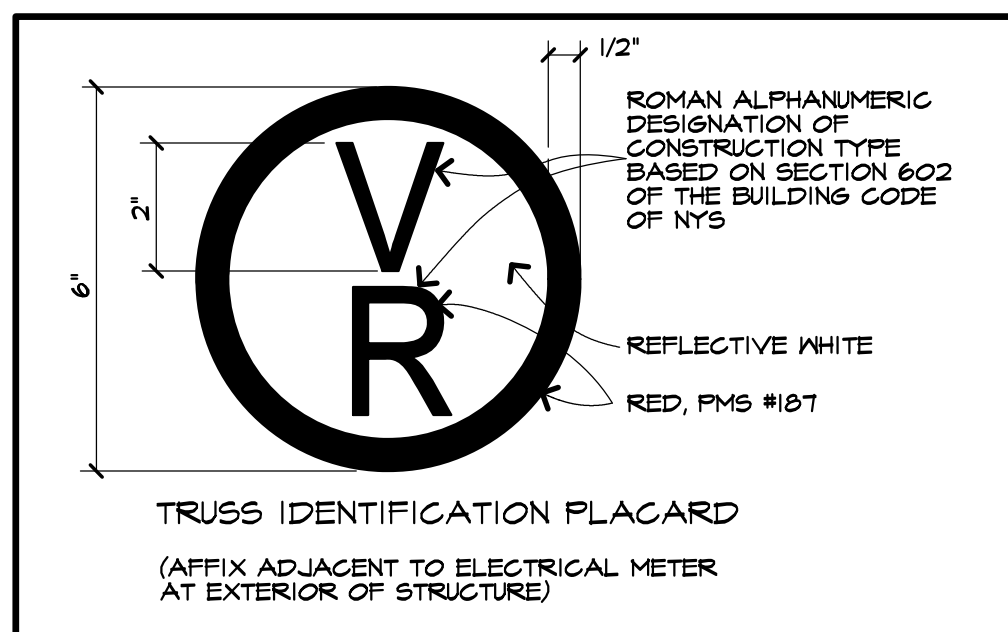 1/2"
ROMAN ALPHANUMERIC
DESIGNATION OF
CONSTRUCTION TYPE
BASED ON SECTION 602
OF THE BUILDING CODE
OF NYS
2"
6"
V
R
REFLECTIVE WHITE
RED, PMS #187
TRUSS IDENTIFICATION PLACARD
(AFFIX ADJACENT TO ELECTRICAL METER
AT EXTERIOR OF STRUCTURE)